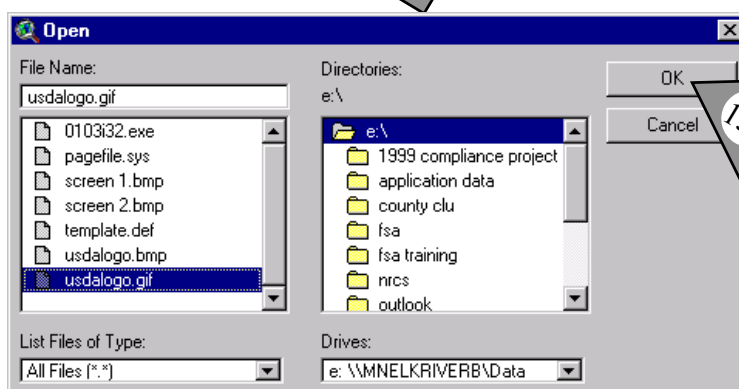 Open
File Name:
usdalogo.gif
0103i32.exe
pagefile.sys
screen 1.bmp
screen 2.bmp
template.def
usdalogo.bmp
usdalogo.gif
List Files of Type:
All Files (*.*)
Directories:
e:\
e:\
1999 compliance project
application data
county clu
fsa
fsa training
nrcs
outlook
Drives:
e: \\MNELKRIVERB\Data
OK
Cancel